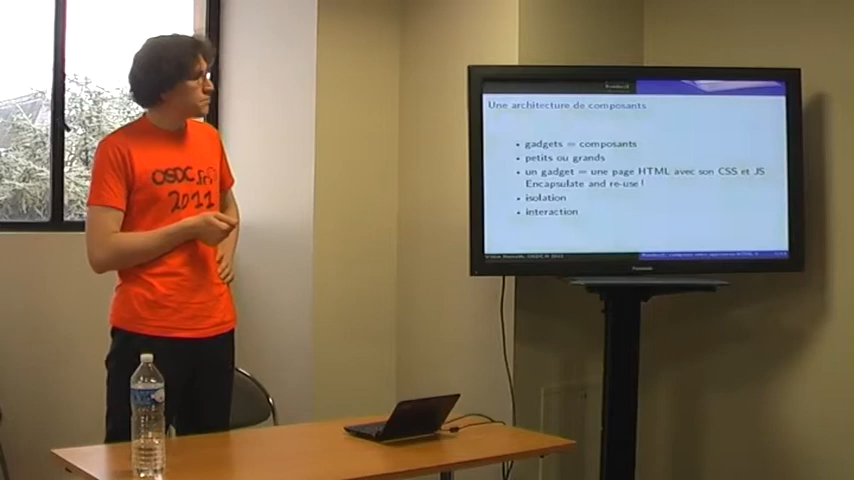 OSDC.fr
2011
Une architecture de composants
• gadgets = composants
• petits ou grands
• un gadget = une page HTML avec son CSS et JS
Encapsulate and re-use !
• isolation
• interaction
Panasonic